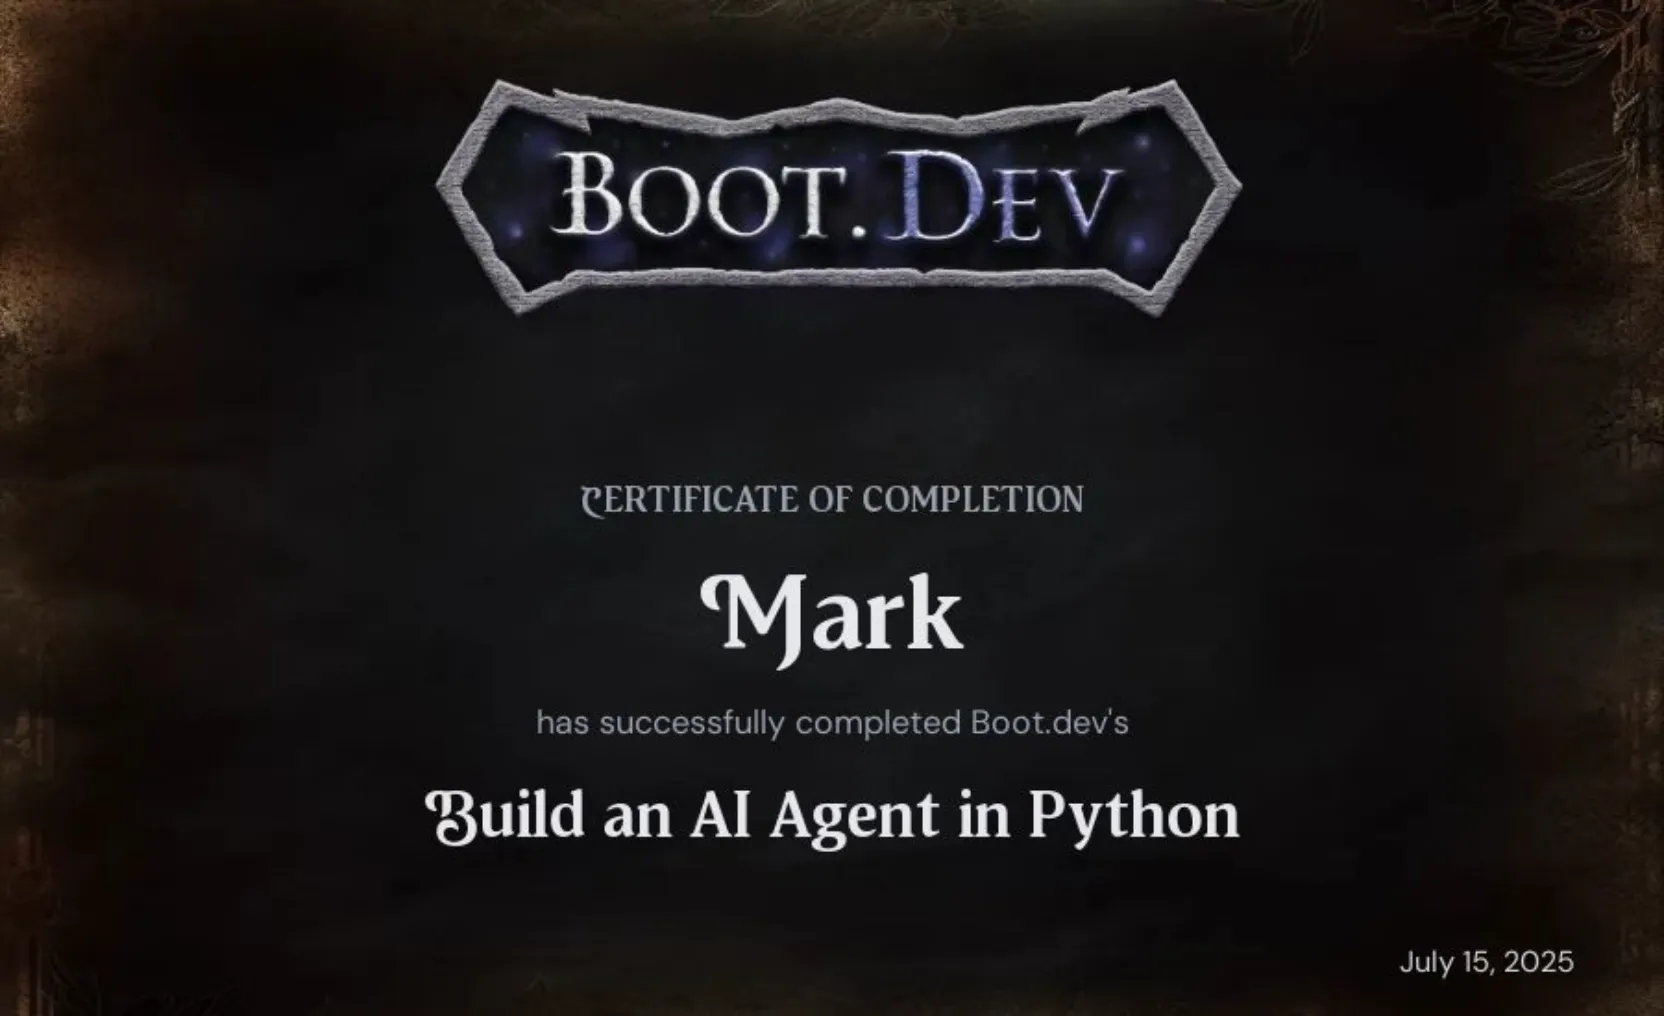 BOOT.DEV
CERTIFICATE OF COMPLETION
Mark
has successfully completed Boot.dev's
Build an AI Agent in Python
July 15, 2025